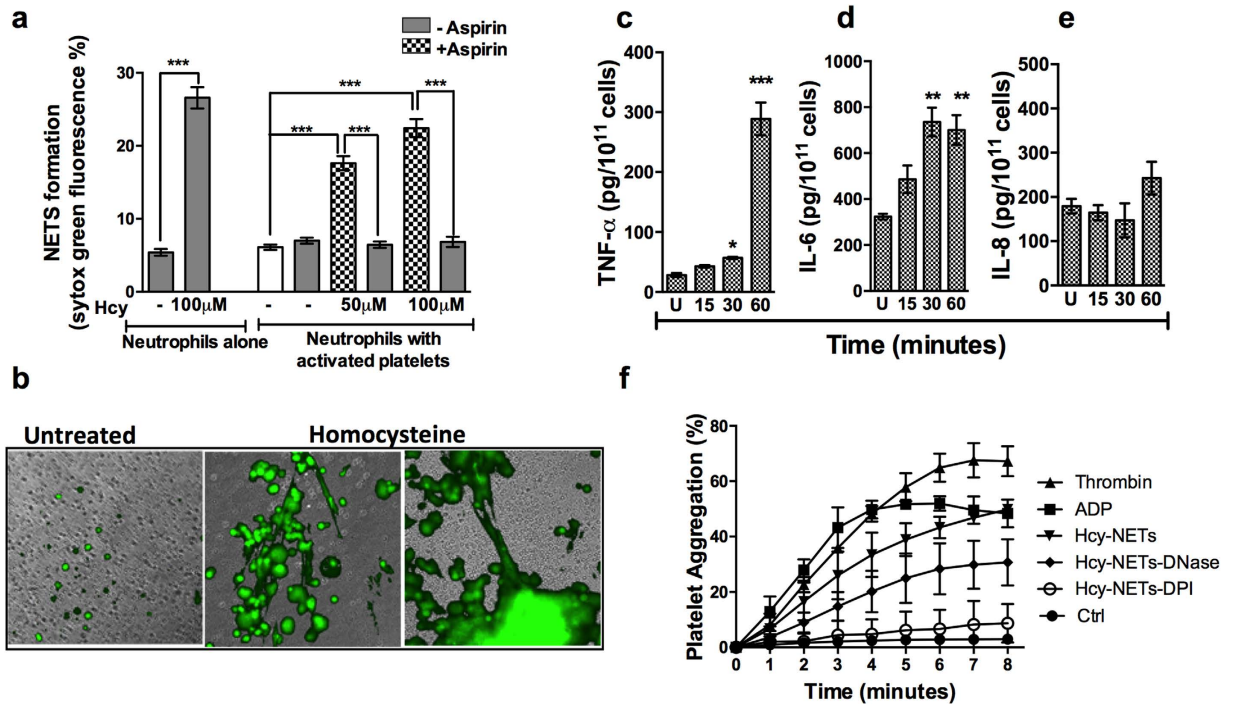 a
- Aspirin
+Aspirin
NETS formation
(sytox green fluorescence %)
30
20
10
0
***
***
***
***
***
Hcy - 100µM - - 50µM 100µM
Neutrophils alone
Neutrophils with
activated platelets
b
Untreated
Homocysteine
c
TNF-α (pg/10¹¹ cells)
400
300
200
100
0
*
***
U 15 30 60
d
IL-6 (pg/10¹¹ cells)
1000
800
600
400
200
0
** **
U 15 30 60
e
IL-8 (pg/10¹¹ cells)
500
400
300
200
100
0
U 15 30 60
Time (minutes)
f
Platelet Aggregation (%)
80
60
40
20
0
0 1 2 3 4 5 6 7 8
Time (minutes)
Thrombin
ADP
Hcy-NETs
Hcy-NETs-DNase
Hcy-NETs-DPI
Ctrl